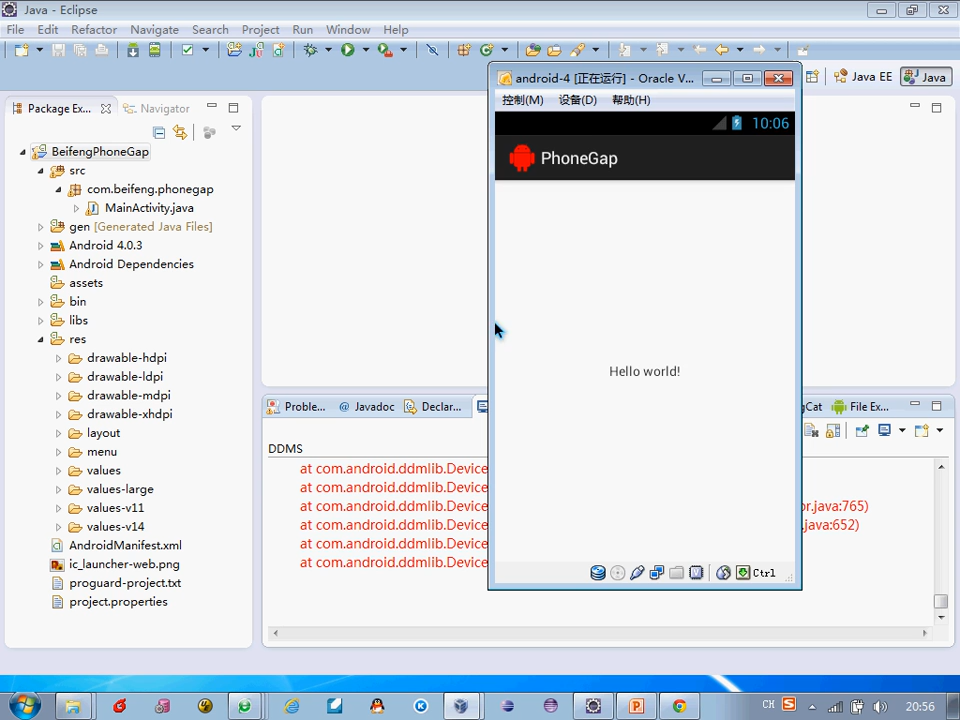 Java - Eclipse
File Edit Refactor Navigate Search Project Run Window Help
Java EE
Java
Package Ex...
Navigator
BeifengPhoneGap
src
com.beifeng.phonegap
MainActivity.java
gen [Generated Java Files]
Android 4.0.3
Android Dependencies
assets
bin
libs
res
drawable-hdpi
drawable-ldpi
drawable-mdpi
drawable-xhdpi
layout
menu
values
values-large
values-v11
values-v14
AndroidManifest.xml
ic_launcher-web.png
proguard-project.txt
project.properties
android-4 [正在运行] - Oracle V...
控制(M) 设备(D) 帮助(H)
10:06
PhoneGap
Hello world!
Ctrl
Proble...
@ Javadoc
Declar...
gCat
File Ex...
DDMS
at com.android.ddmlib.Device
at com.android.ddmlib.Device
at com.android.ddmlib.Device or.java:765)
at com.android.ddmlib.Device .java:652)
at com.android.ddmlib.Device
at com.android.ddmlib.Device
CH
20:56